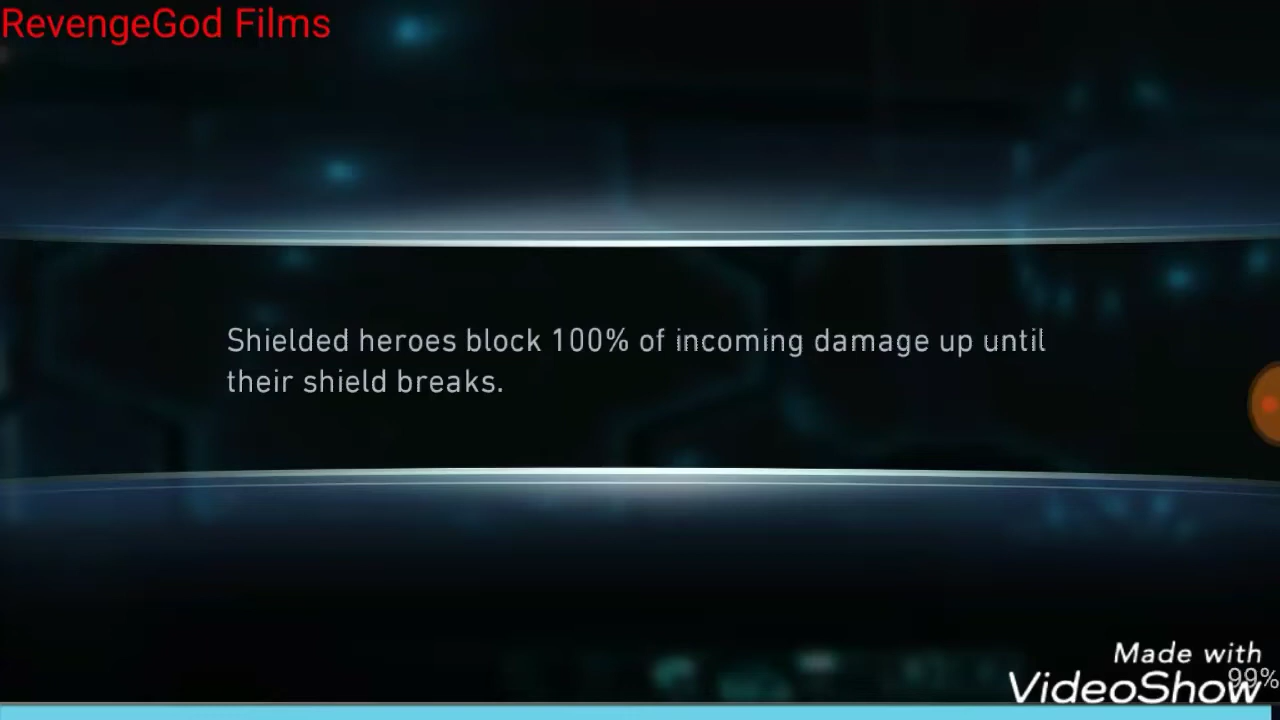 RevengeGod Films
Shielded heroes block 100% of incoming damage up until
their shield breaks.
Made with
99%
VideoShow